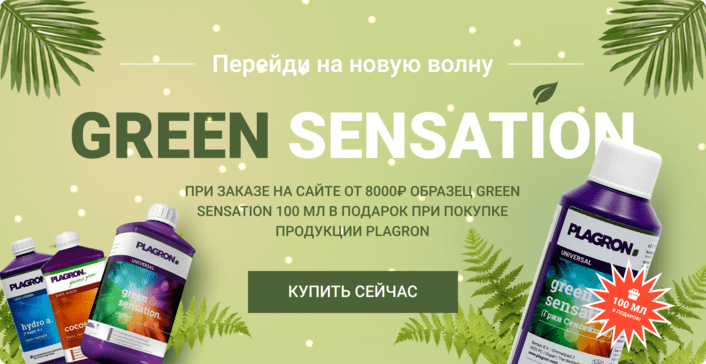 Перейди на новую волну
GREEN SENSATION
ПРИ ЗАКАЗЕ НА САЙТЕ ОТ 8000₽ ОБРАЗЕЦ GREEN
SENSATION 100 МЛ В ПОДАРОК ПРИ ПОКУПКЕ
ПРОДУКЦИИ PLAGRON
КУПИТЬ СЕЙЧАС
PLAGRON
hydro a.
PLAGRON
cocos
PLAGRON
UNIVERSAL
green
sensation.
PLAGRON
UNIVERSAL
green
100 МЛ
В ПОДАРОК!